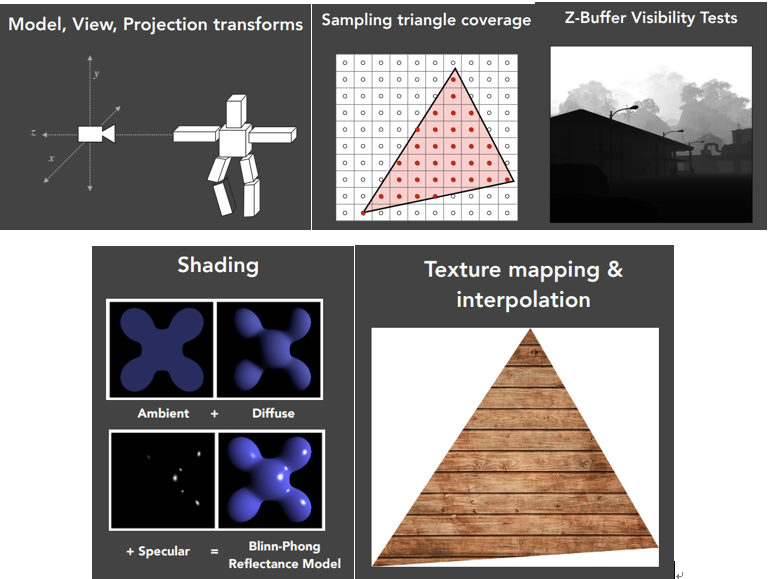 Model, View, Projection transforms
y
z
x
Sampling triangle coverage
Z-Buffer Visibility Tests
Shading
Ambient + Diffuse
+ Specular = Blinn-Phong
Reflectance Model
Texture mapping &
interpolation